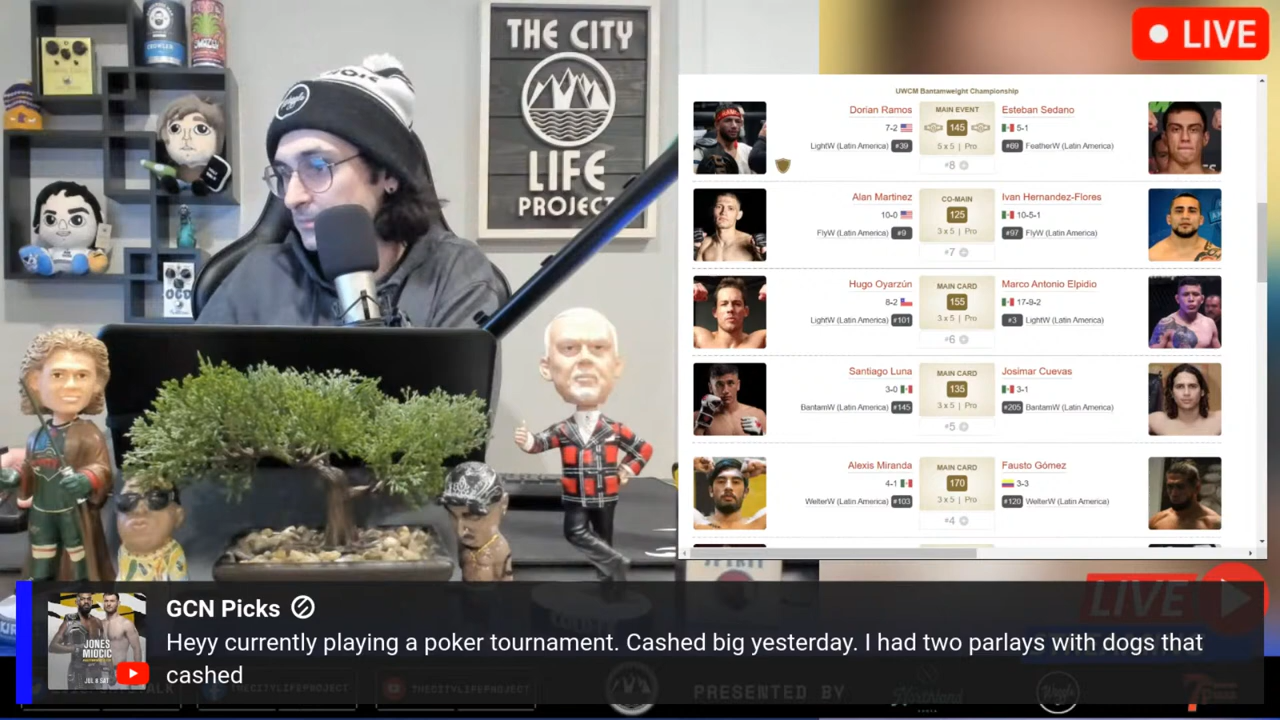 THE CITY
LIFE
PROJECT
LIVE
UWCM Bantamweight Championship
Dorian Ramos
MAIN EVENT
Esteban Sedano
7-2
145
5-1
LightW (Latin America) #39
5 x 5 | Pro
#69 FeatherW (Latin America)
#8
Alan Martinez
CO-MAIN
Ivan Hernandez-Flores
10-0
125
10-5-1
FlyW (Latin America) #9
3 x 5 | Pro
#97 FlyW (Latin America)
#7
Hugo Oyarzún
MAIN CARD
Marco Antonio Elpidio
8-2
155
17-9-2
LightW (Latin America) #101
3 x 5 | Pro
#3 LightW (Latin America)
#6
Santiago Luna
MAIN CARD
Josimar Cuevas
3-0
135
3-1
BantamW (Latin America) #145
3 x 5 | Pro
#205 BantamW (Latin America)
#5
Alexis Miranda
MAIN CARD
Fausto Gómez
4-1
170
3-3
WelterW (Latin America) #103
3 x 5 | Pro
#120 WelterW (Latin America)
#4
LIVE
GCN Picks
Heyy currently playing a poker tournament. Cashed big yesterday. I had two parlays with dogs that
cashed
JONES
MIOCIC
THECITYLIFEPROJECT
THECITYLIFEPROJECT
PRESENTED BY